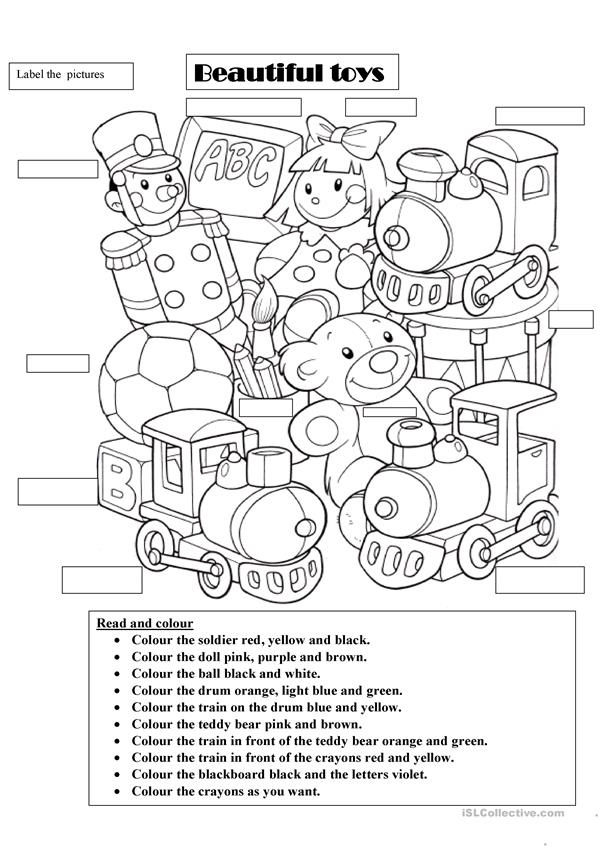 Label the pictures
Beautiful toys
ABC
B
Read and colour
• Colour the soldier red, yellow and black.
• Colour the doll pink, purple and brown.
• Colour the ball black and white.
• Colour the drum orange, light blue and green.
• Colour the train on the drum blue and yellow.
• Colour the teddy bear pink and brown.
• Colour the train in front of the teddy bear orange and green.
• Colour the train in front of the crayons red and yellow.
• Colour the blackboard black and the letters violet.
• Colour the crayons as you want.
iSLCollective.com